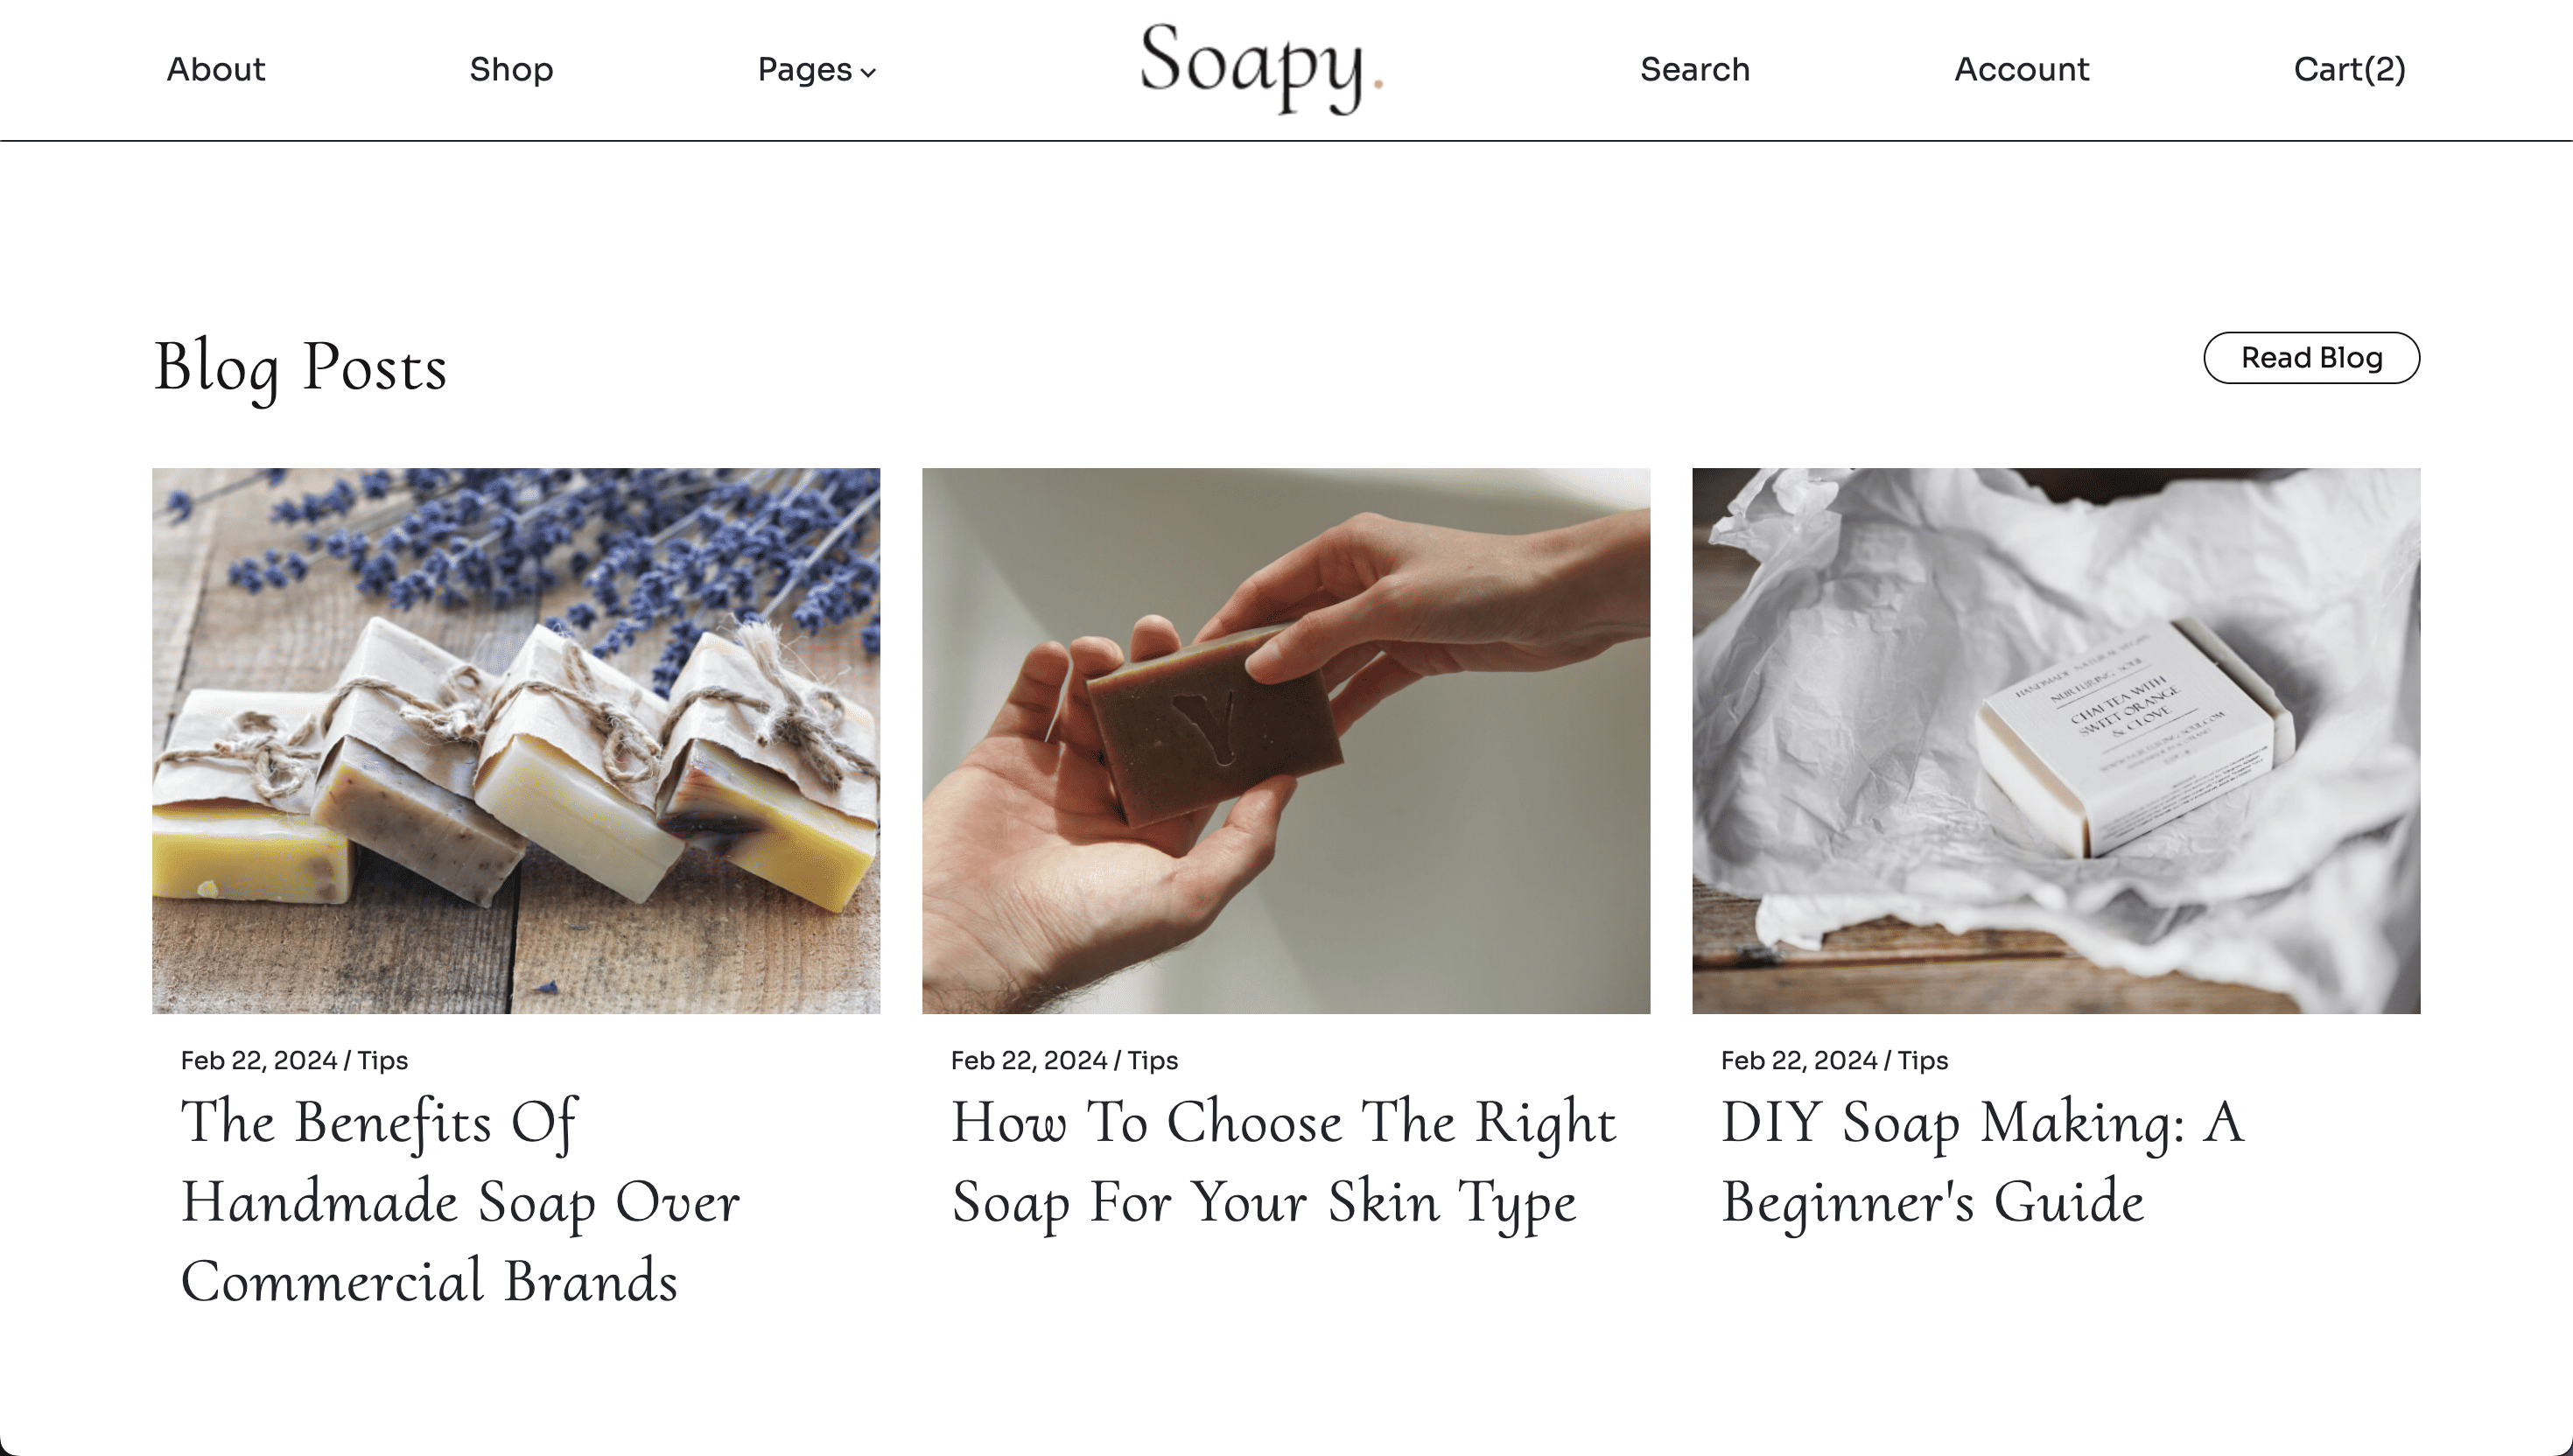 About
Shop
Pages
Soapy.
Search
Account
Cart(2)
Blog Posts
Read Blog
HANDMADE NATURAL VEGAN
NURTURING SOUL
CHAI TEA WITH
SWEET ORANGE
& CLOVE
Feb 22, 2024 / Tips
The Benefits Of
Handmade Soap Over
Commercial Brands
Feb 22, 2024 / Tips
How To Choose The Right
Soap For Your Skin Type
Feb 22, 2024 / Tips
DIY Soap Making: A
Beginner's Guide